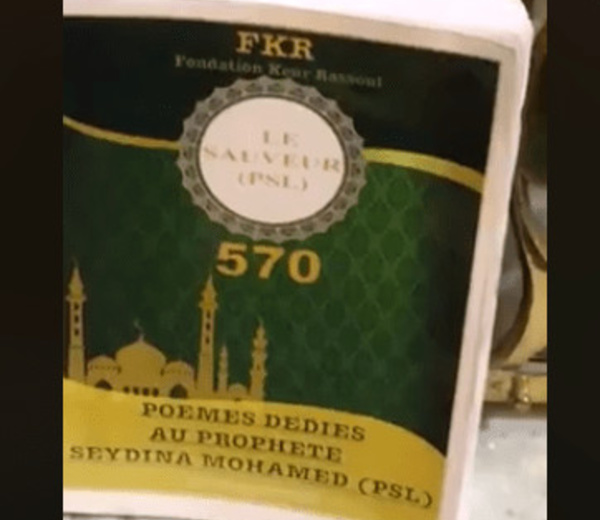 FKR
Fondation Keur Rassoul
LE
SAUVEUR
(PSL)
570
POEMES DEDIES
AU PROPHETE
SEYDINA MOHAMED (PSL)